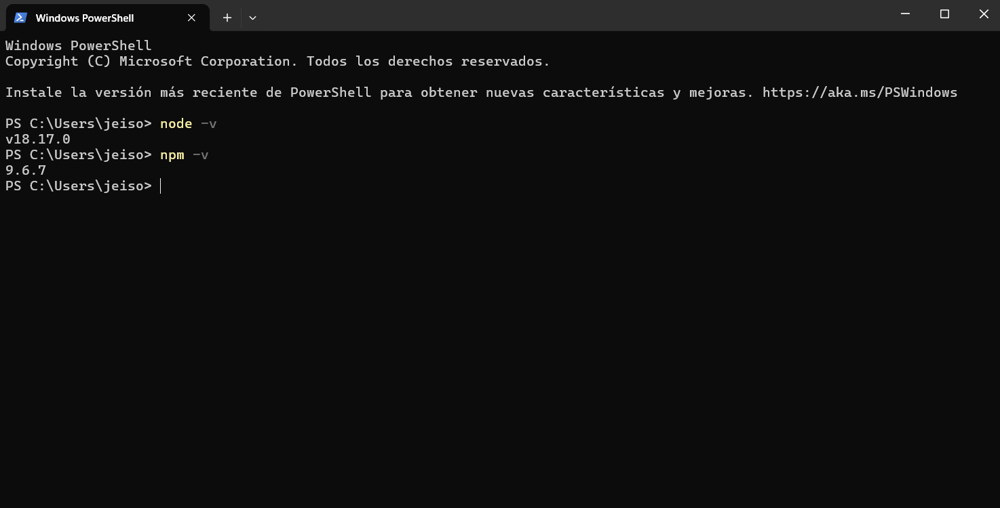 Windows PowerShell
Windows PowerShell
Copyright (C) Microsoft Corporation. Todos los derechos reservados.
Instale la versión más reciente de PowerShell para obtener nuevas características y mejoras. https://aka.ms/PSWindows
PS C:\Users\jeiso> node -v
v18.17.0
PS C:\Users\jeiso> npm -v
9.6.7
PS C:\Users\jeiso>